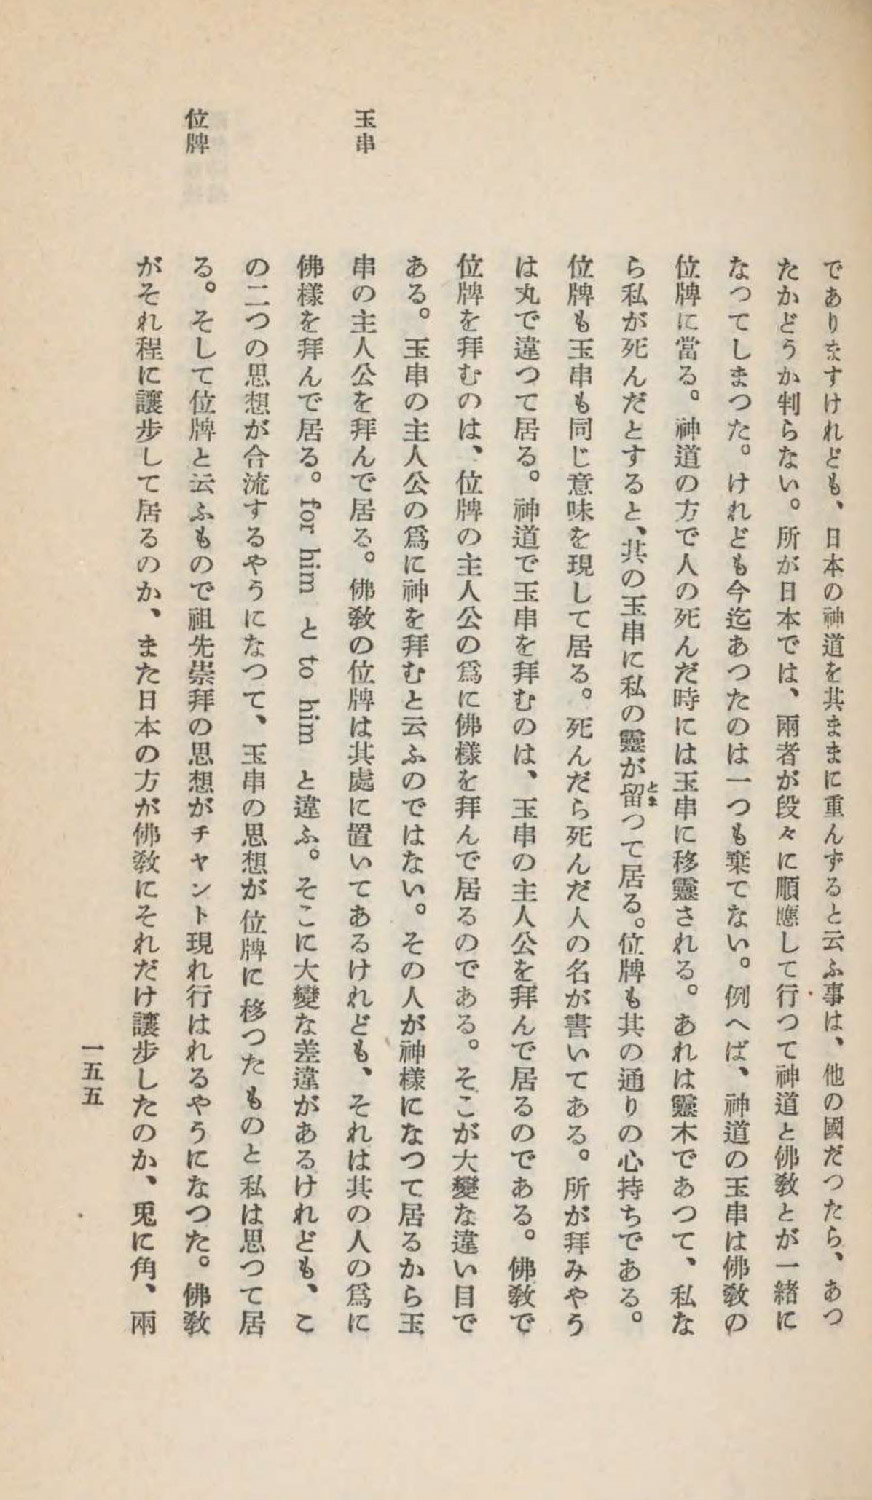 でありますけれども、日本の神道を其ままに重んずると云ふ事は、他の國だつたら、あつ
たかどうか判らない。所が日本では、兩者が段々に順應して行つて神道と佛敎とが一緒に
なつてしまつた。けれども今迄あつたのは一つも棄てない。例へば、神道の玉串は佛敎の
位牌に當る。神道の方で人の死んだ時には玉串に移靈される。あれは靈木であつて、私な
ら私が死んだとすると、其の玉串に私の靈が留つて居る。位牌も其の通りの心持ちである。
とま
位牌も玉串も同じ意味を現して居る。死んだら死んだ人の名が書いてある。所が拜みやう
は丸で違つて居る。神道で玉串を拜むのは、玉串の主人公を拜んで居るのである。佛敎で
位牌を拜むのは、位牌の主人公の爲に佛樣を拜んで居るのである。そこが大變な違い目で
ある。玉串の主人公の爲に神を拜むと云ふのではない。その人が神樣になつて居るから玉
玉串
串の主人公を拜んで居る。佛敎の位牌は其處に置いてあるけれども、それは其の人の爲に
佛樣を拜んで居る。for him と to him と違ふ。そこに大變な差違があるけれども、こ
の二つの思想が合流するやうになつて、玉串の思想が位牌に移つたものと私は思つて居
位牌
る。そして位牌と云ふもので祖先崇拜の思想がチヤント現れ行はれるやうになつた。佛敎
がそれ程に讓步して居るのか、また日本の方が佛敎にそれだけ讓步したのか、兎に角、兩
一五五